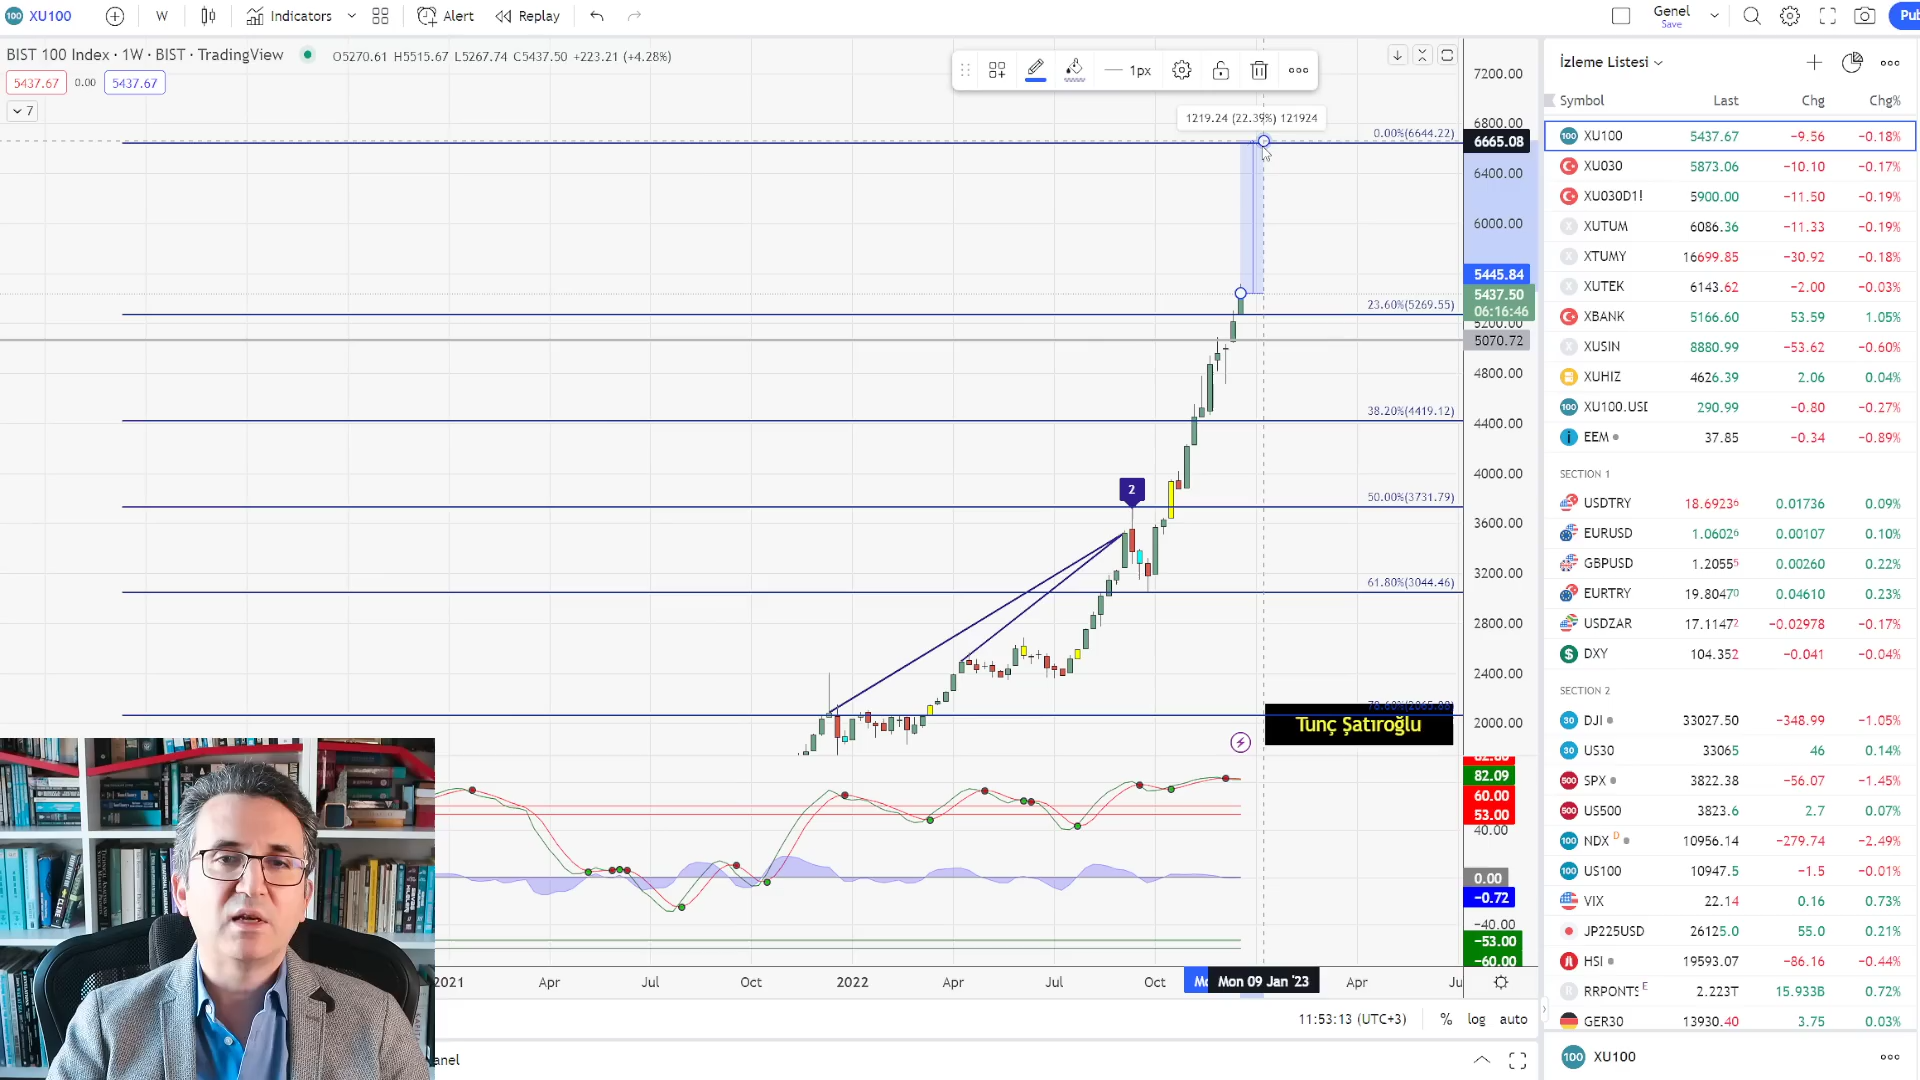 XU100
W
Indicators
Alert
Replay
Genel
Save
Pub
BIST 100 Index · 1W · BIST · TradingView
O5270.61 H5515.67 L5267.74 C5437.50 +223.21 (+4.28%)
5437.67 0.00 5437.67
7
1px
1219.24 (22.39%) 121924
0.00%(6644.22)
23.60%(5269.55)
38.20%(4419.12)
50.00%(3731.79)
61.80%(3044.46)
2
Tunç Şatıroğlu
7200.00
6800.00
6665.08
6400.00
6000.00
5445.84
5437.50
06:16:46
5200.00
5070.72
4800.00
4400.00
4000.00
3600.00
3200.00
2800.00
2400.00
2000.00
82.09
60.00
53.00
40.00
0.00
−0.72
−40.00
−53.00
−60.00
2021 Apr Jul Oct 2022 Apr Jul Oct Mon 09 Jan '23 Apr
11:53:13 (UTC+3) % log auto
anel
İzleme Listesi
Symbol Last Chg Chg%
XU100 5437.67 −9.56 −0.18%
XU030 5873.06 −10.10 −0.17%
XU030D1! 5900.00 −11.50 −0.19%
XUTUM 6086.36 −11.33 −0.19%
XTUMY 16699.85 −30.92 −0.18%
XUTEK 6143.62 −2.00 −0.03%
XBANK 5166.60 53.59 1.05%
XUSIN 8880.99 −53.62 −0.60%
XUHIZ 4626.39 2.06 0.04%
XU100.USD 290.99 −0.80 −0.27%
EEM 37.85 −0.34 −0.89%
SECTION 1
USDTRY 18.69236 0.01736 0.09%
EURUSD 1.06026 0.00107 0.10%
GBPUSD 1.20555 0.00260 0.22%
EURTRY 19.80470 0.04610 0.23%
USDZAR 17.11472 −0.02978 −0.17%
DXY 104.352 −0.041 −0.04%
SECTION 2
DJI 33027.50 −348.99 −1.05%
US30 33065 46 0.14%
SPX 3822.38 −56.07 −1.45%
US500 3823.6 2.7 0.07%
NDX D 10956.14 −279.74 −2.49%
US100 10947.5 −1.5 −0.01%
VIX 22.14 0.16 0.73%
JP225USD 26125.0 55.0 0.21%
HSI 19593.07 −86.16 −0.44%
RRPONTS E 2.223T 15.933B 0.72%
GER30 13930.40 3.75 0.03%
XU100